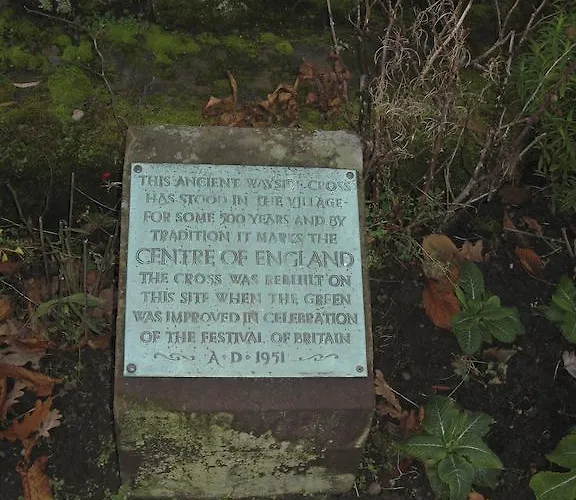 THIS ANCIENT WAYSIDE CROSS
HAS STOOD IN THE VILLAGE
FOR SOME 500 YEARS AND BY
TRADITION IT MARKS THE
CENTRE OF ENGLAND
THE CROSS WAS REBUILT ON
THIS SITE WHEN THE GREEN
WAS IMPROVED IN CELEBRATION
OF THE FESTIVAL OF BRITAIN
A·D·1951